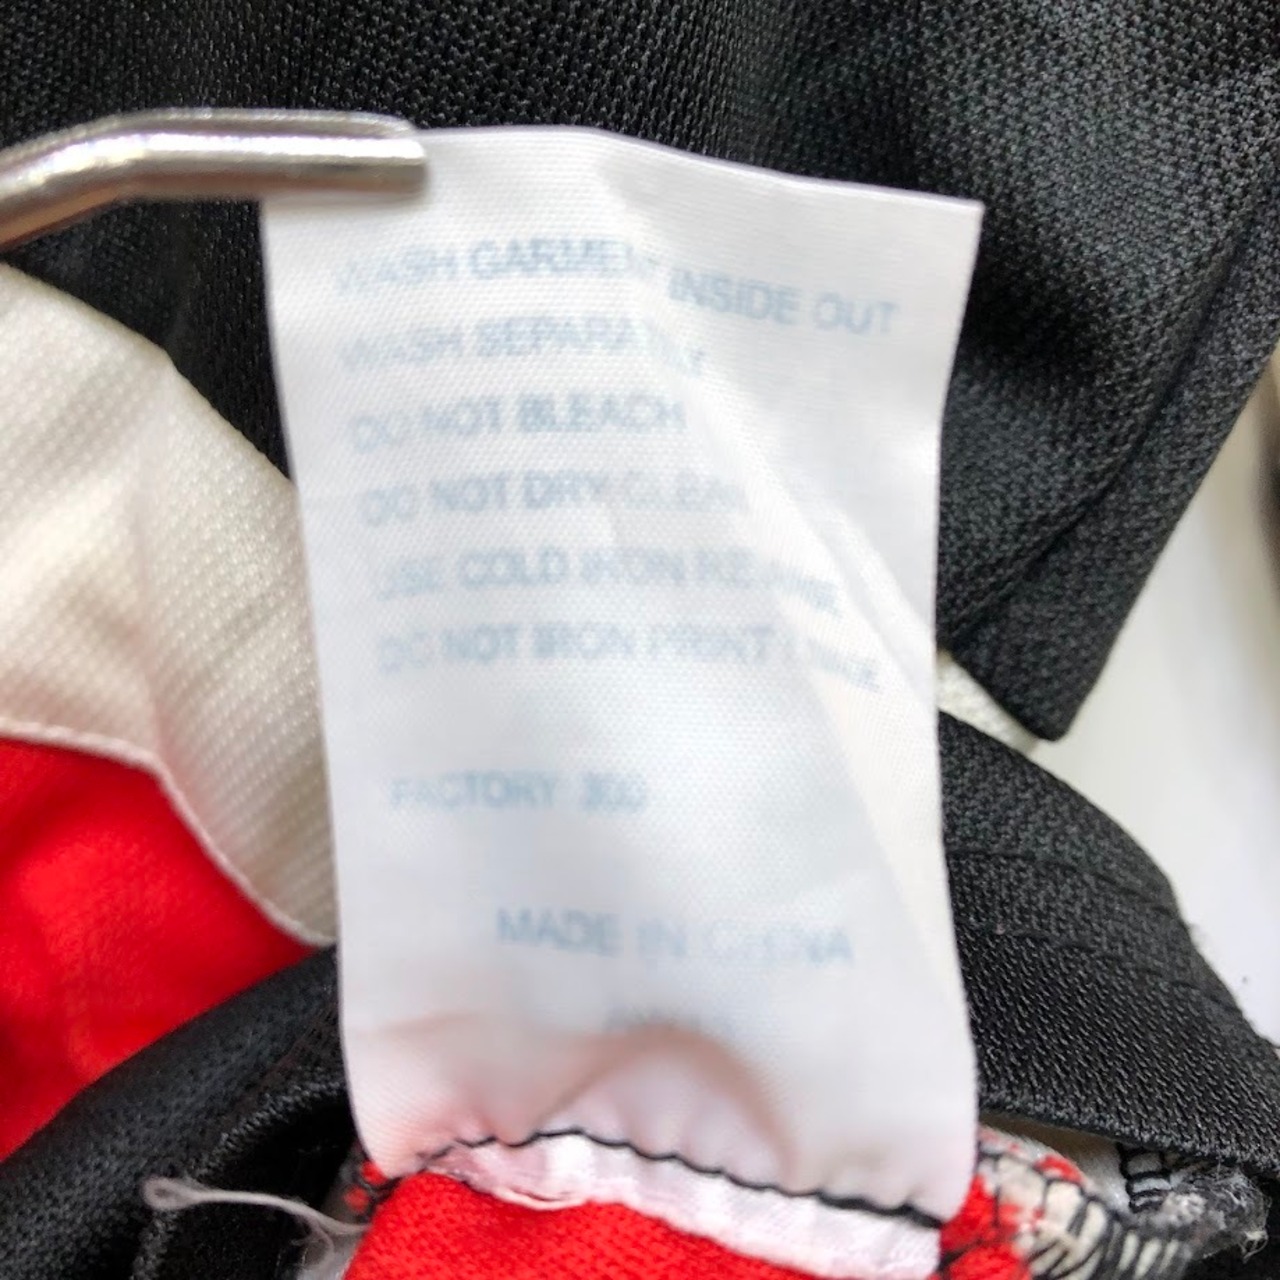 WASH GARMENT INSIDE OUT
WASH SEPARATELY
DO NOT BLEACH
DO NOT DRY CLEAN
USE COLD IRON
DO NOT IRON PRINT
FACTORY
MADE IN CHINA